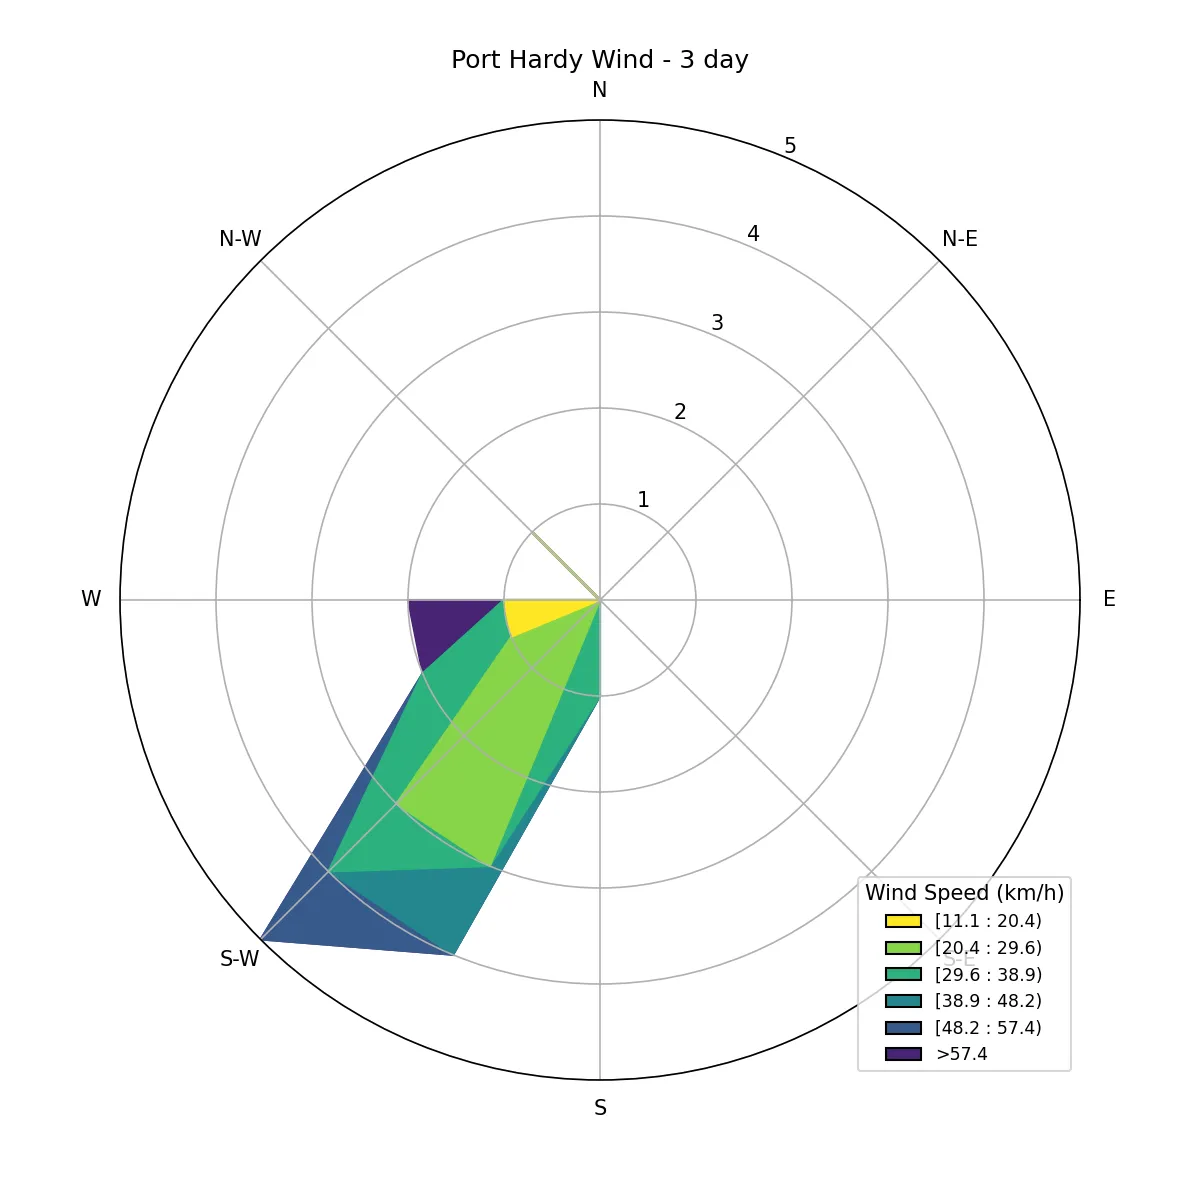 Port Hardy Wind - 3 day
N
5
N-W
N-E
4
3
2
1
W
E
S-W
S-E
S
Wind Speed (km/h)
[11.1 : 20.4)
[20.4 : 29.6)
[29.6 : 38.9)
[38.9 : 48.2)
[48.2 : 57.4)
>57.4